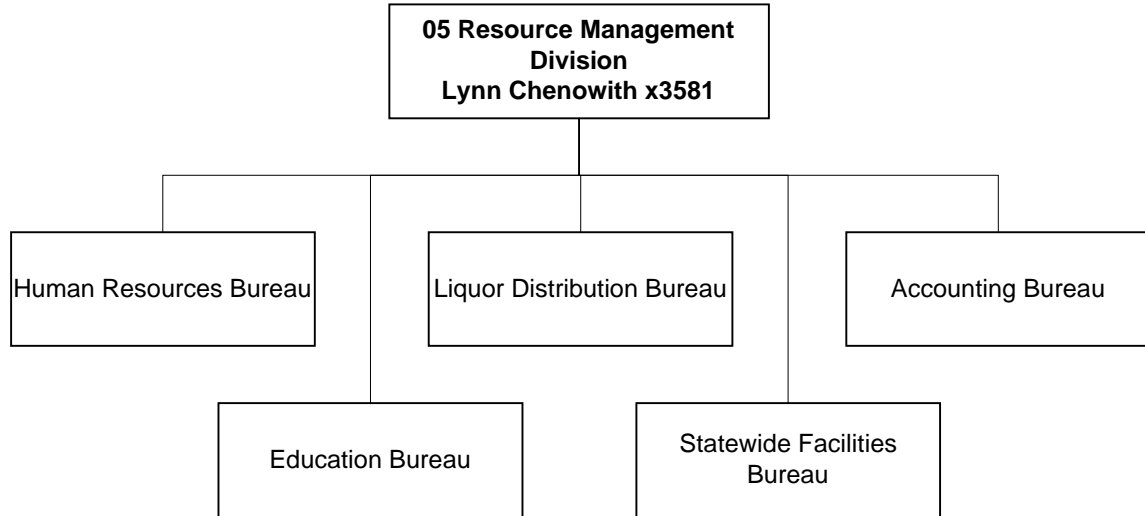 05 Resource Management
Division
Lynn Chenowith x3581
Human Resources Bureau
Liquor Distribution Bureau
Accounting Bureau
Education Bureau
Statewide Facilities
Bureau